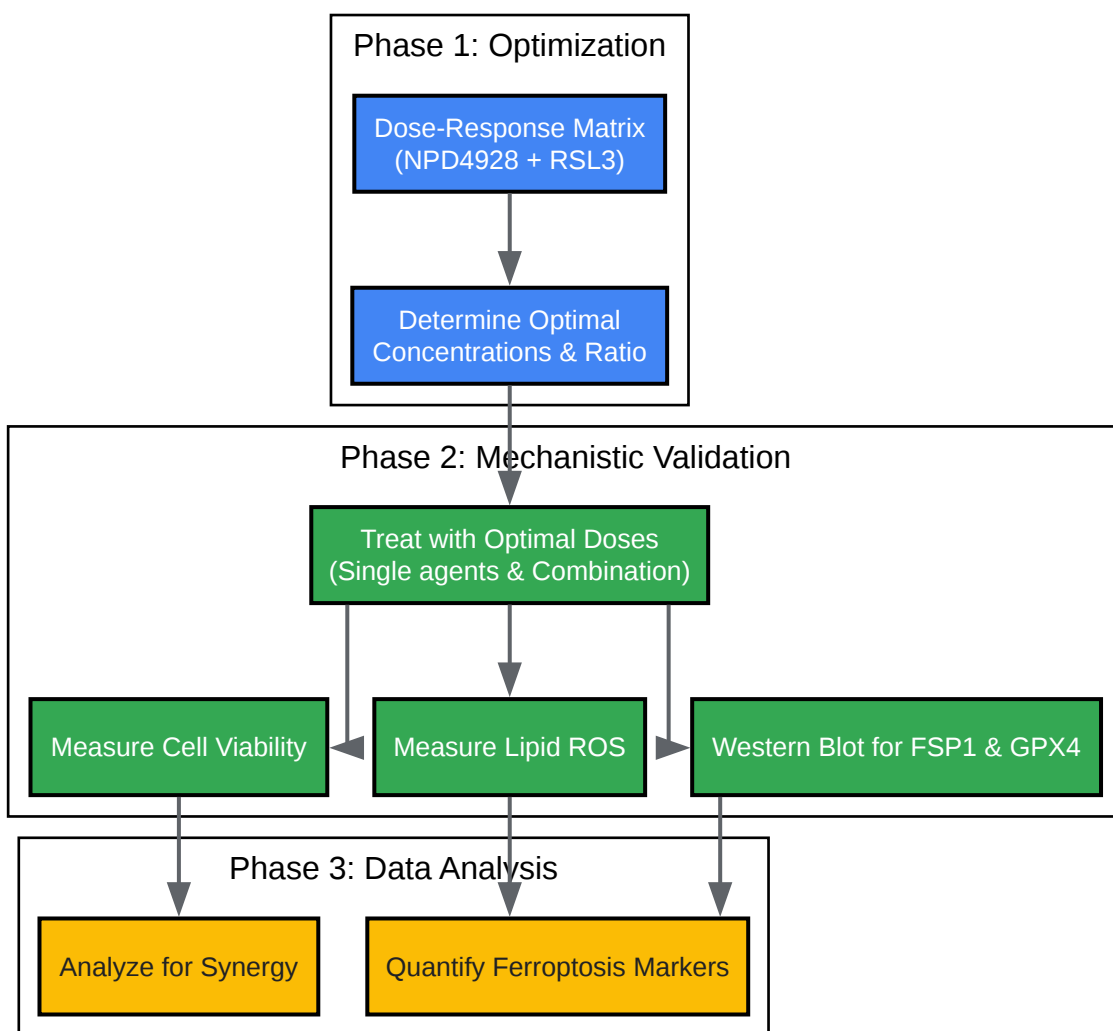 Phase 1: Optimization
Dose-Response Matrix
(NPD4928 + RSL3)
Determine Optimal
Concentrations & Ratio
Phase 2: Mechanistic Validation
Treat with Optimal Doses
(Single agents & Combination)
Measure Cell Viability
Measure Lipid ROS
Western Blot for FSP1 & GPX4
Phase 3: Data Analysis
Analyze for Synergy
Quantify Ferroptosis Markers